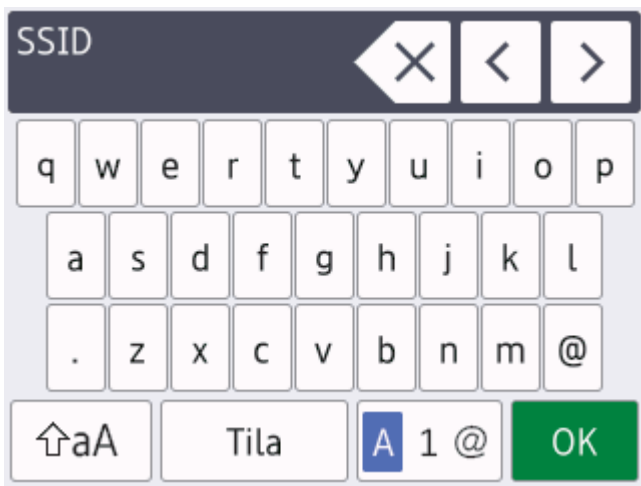 SSID
q w e r t y u i o p
a s d f g h j k l
. z x c v b n m @
aA Tila A 1 @ OK